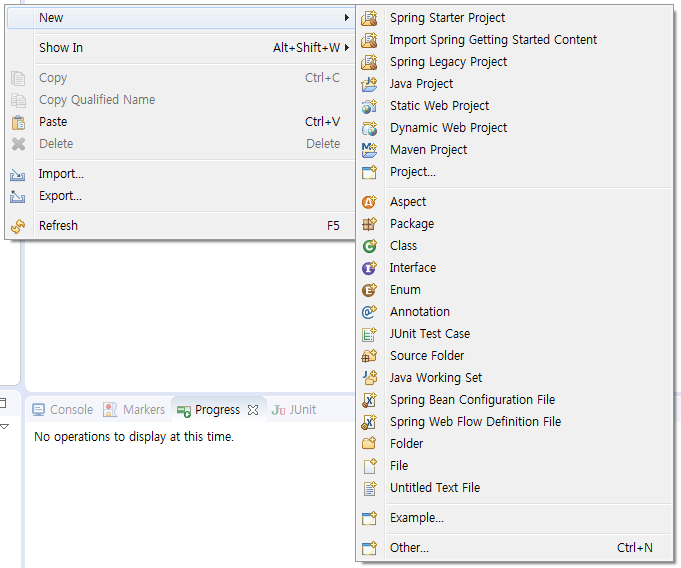 New
Show In Alt+Shift+W
Copy Ctrl+C
Copy Qualified Name
Paste Ctrl+V
Delete Delete
Import...
Export...
Refresh F5
Spring Starter Project
Import Spring Getting Started Content
Spring Legacy Project
Java Project
Static Web Project
Dynamic Web Project
Maven Project
Project...
Aspect
Package
Class
Interface
Enum
Annotation
JUnit Test Case
Source Folder
Java Working Set
Spring Bean Configuration File
Spring Web Flow Definition File
Folder
File
Untitled Text File
Example...
Other... Ctrl+N
Console Markers Progress JUnit
No operations to display at this time.